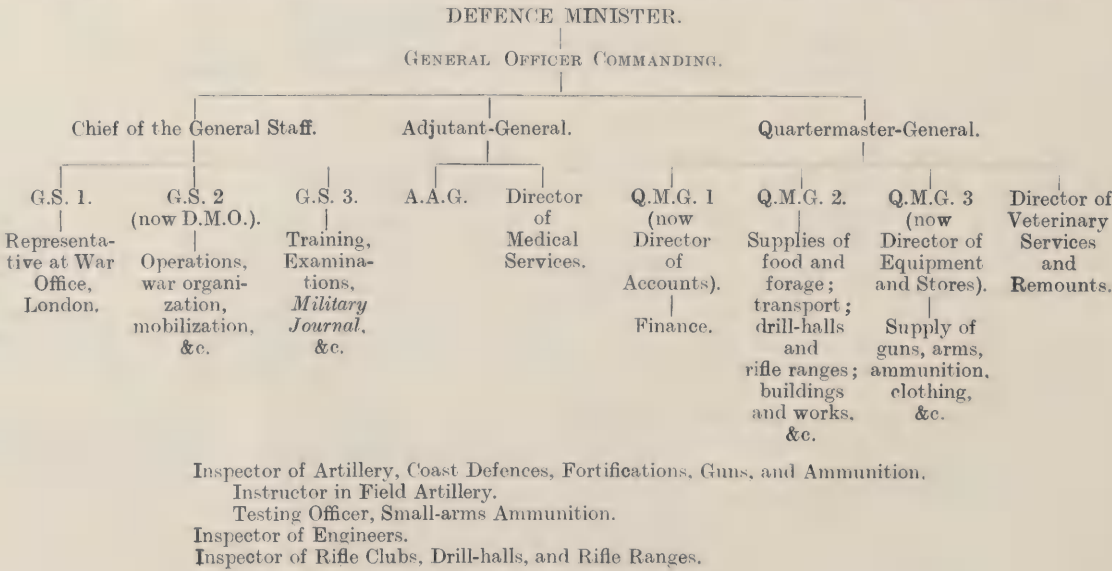 DEFENCE MINISTER.
GENERAL OFFICER COMMANDING.
Chief of the General Staff.
Adjutant-General.
Quartermaster-General.
G.S. 1.
Representa-
tive at War
Office,
London.
G.S. 2
(now D.M.O.).
Operations,
war organi-
zation,
mobilization,
&c.
G.S. 3.
Training,
Examina-
tions,
Military
Journal,
&c.
A.A.G.
Director
of
Medical
Services.
Q.M.G. 1
(now
Director
of
Accounts).
Finance.
Q.M.G. 2.
Supplies of
food and
forage;
transport;
drill-halls
and
rifle ranges;
buildings
and works,
&c.
Q.M.G. 3
(now
Director of
Equipment
and Stores).
Supply of
guns, arms,
ammunition,
clothing,
&c.
Director of
Veterinary
Services
and
Remounts.
Inspector of Artillery, Coast Defences, Fortifications, Guns, and Ammunition.
Instructor in Field Artillery.
Testing Officer, Small-arms Ammunition.
Inspector of Engineers.
Inspector of Rifle Clubs, Drill-halls, and Rifle Ranges.